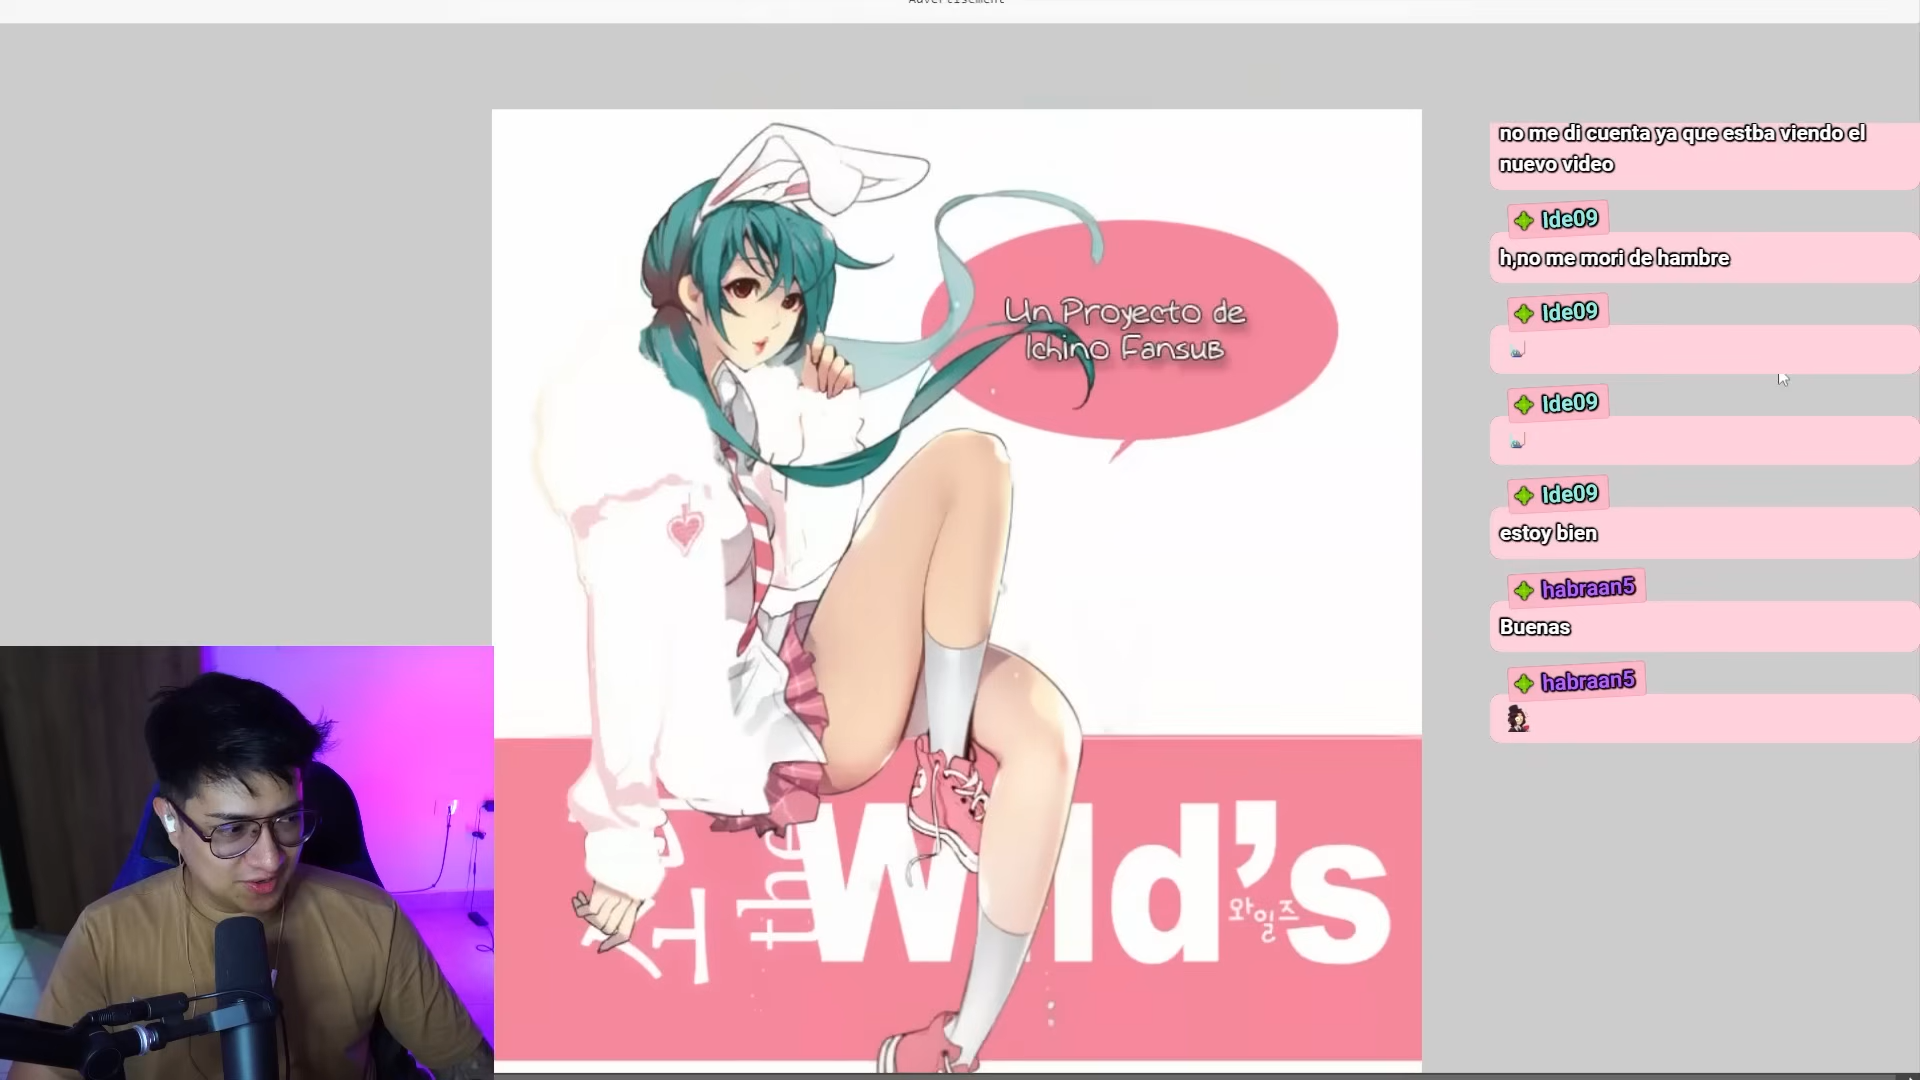 Advertisement
Un Proyecto de
Ichino Fansub
the Wild's
와일즈
no me di cuenta ya que estba viendo el
nuevo video
Ide09
h,no me mori de hambre
Ide09
Ide09
Ide09
estoy bien
habraan5
Buenas
habraan5